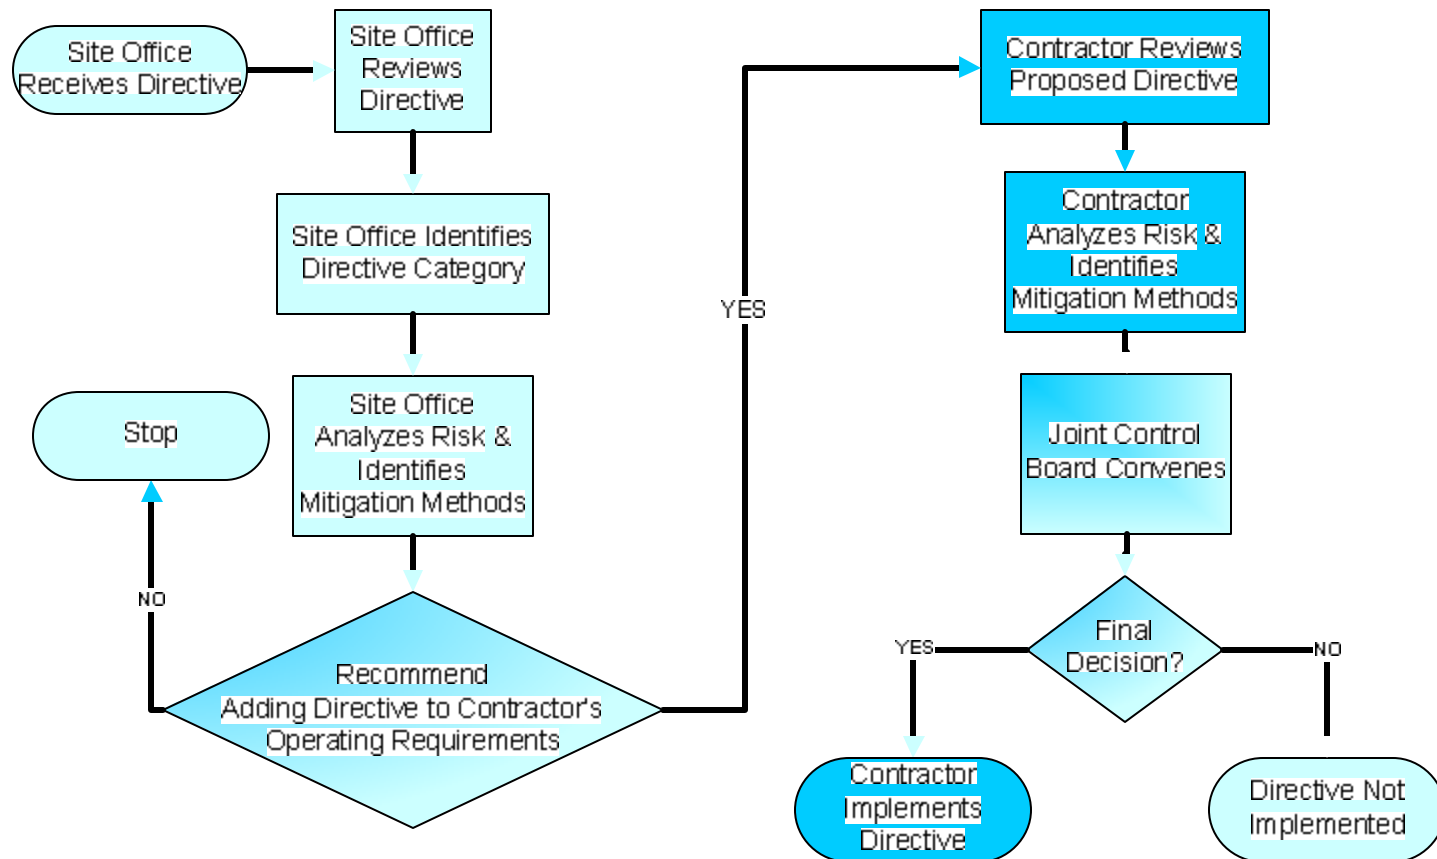 Site Office
Receives Directive
Site Office
Reviews
Directive
Site Office Identifies
Directive Category
Site Office
Analyzes Risk &
Identifies
Mitigation Methods
Stop
NO
Recommend
Adding Directive to Contractor's
Operating Requirements
YES
Contractor Reviews
Proposed Directive
Contractor
Analyzes Risk &
Identifies
Mitigation Methods
Joint Control
Board Convenes
Final
Decision?
YES
NO
Contractor
Implements
Directive
Directive Not
Implemented